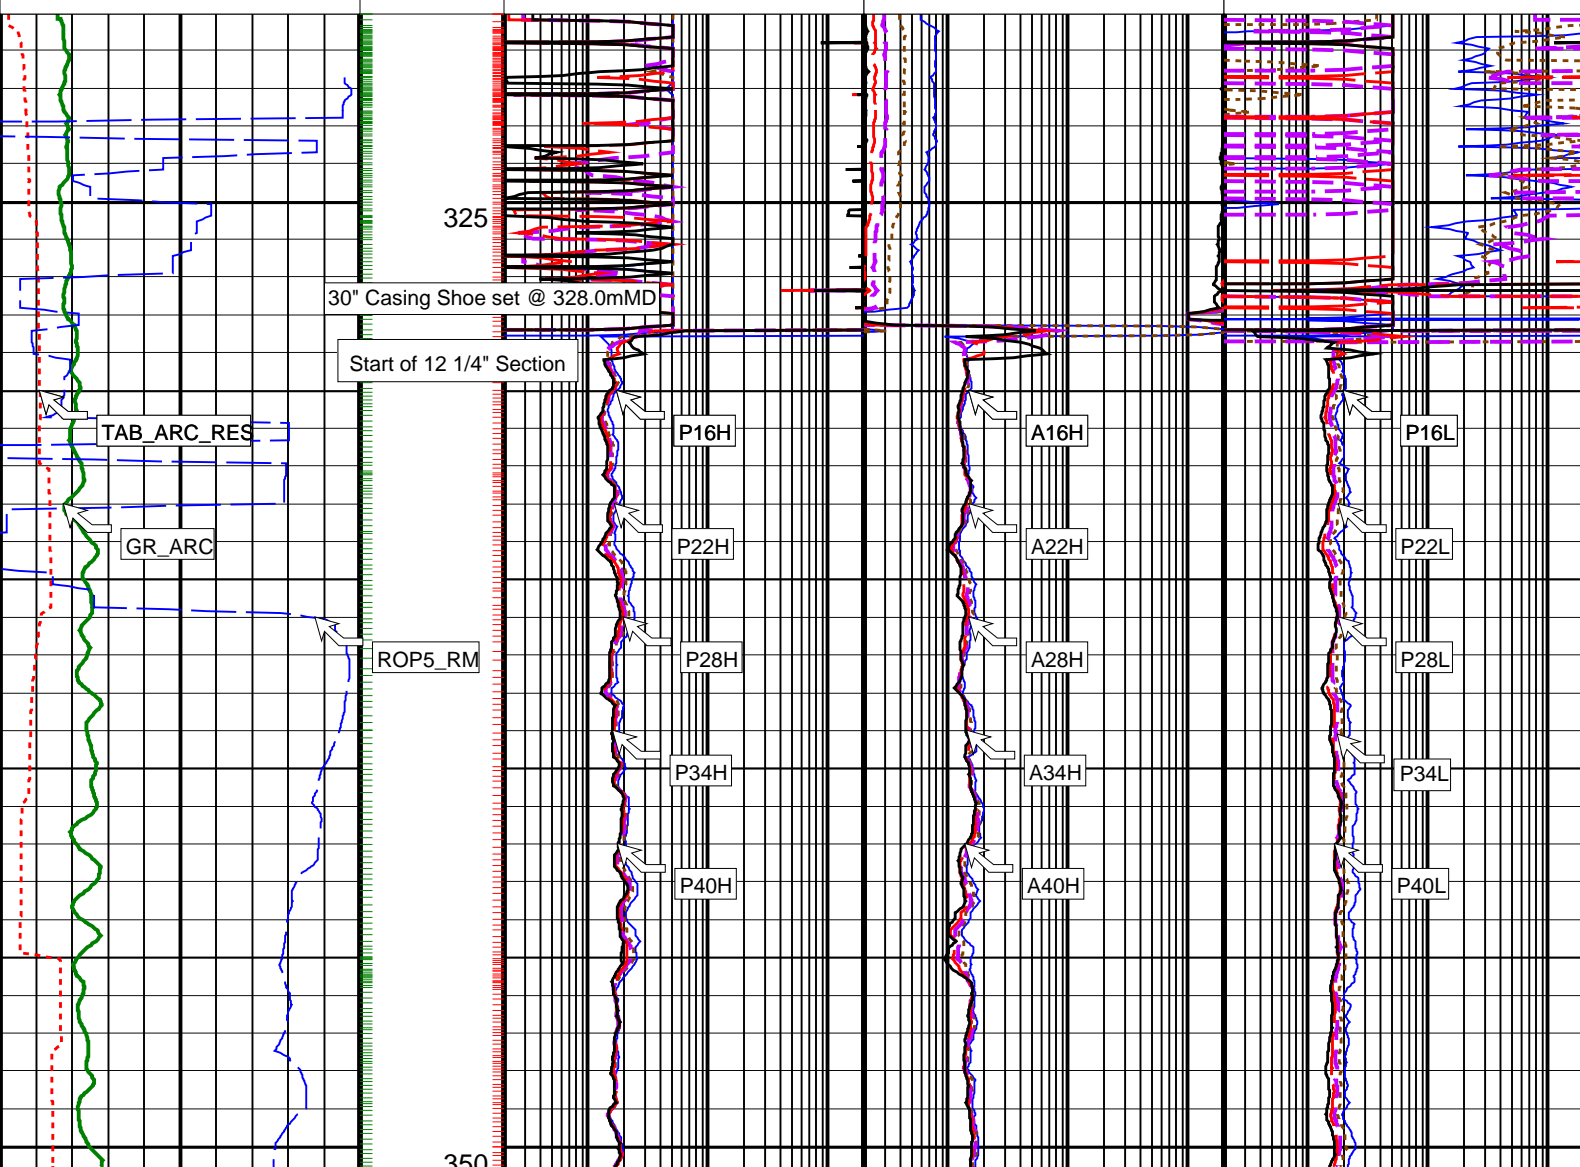 325
30" Casing Shoe set @ 328.0mMD
Start of 12 1/4" Section
TAB_ARC_RES
P16H
A16H
P16L
GR_ARC
P22H
A22H
P22L
ROP5_RM
P28H
A28H
P28L
P34H
A34H
P34L
P40H
A40H
P40L
350